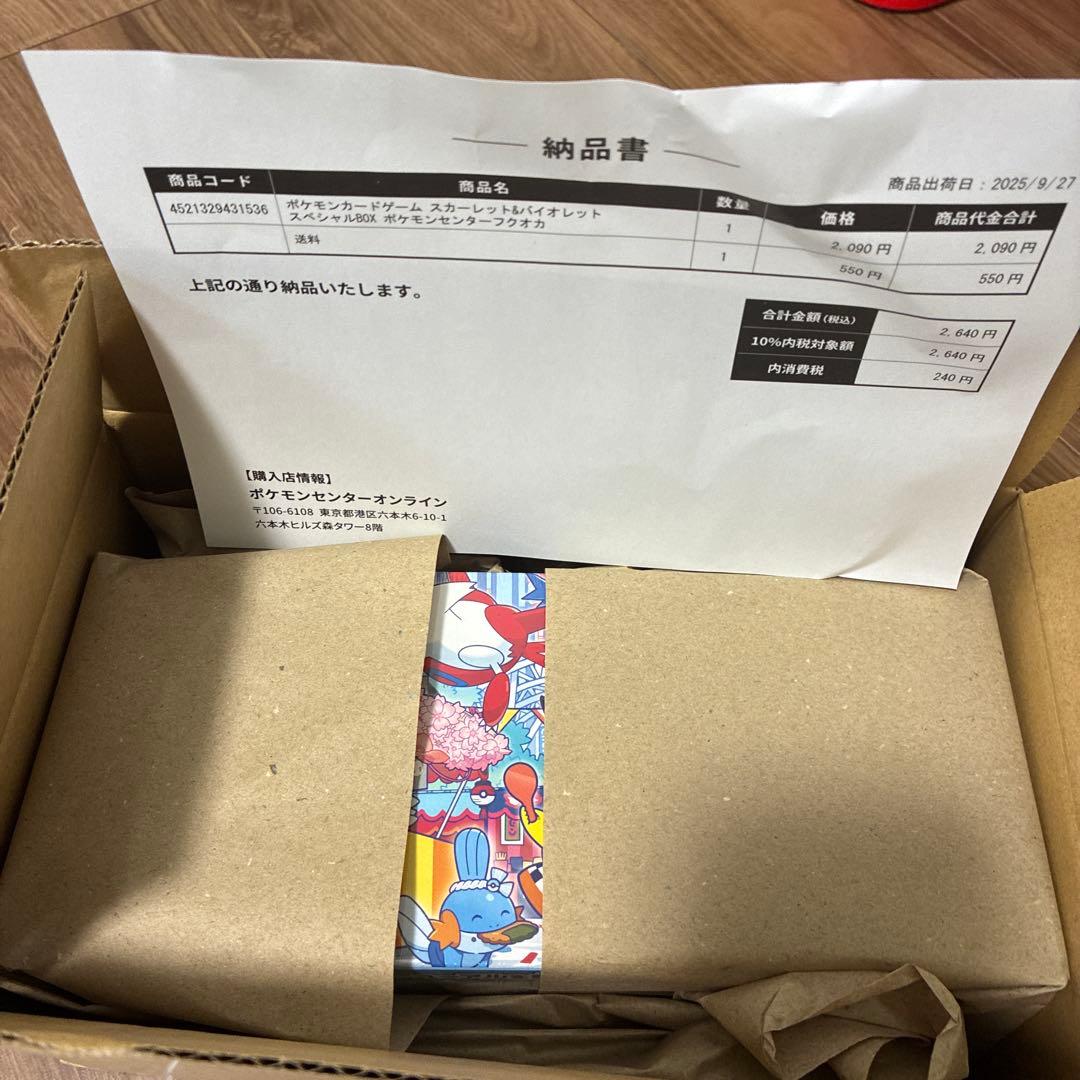 納品書
商品出荷日：2025/9/27
商品コード 商品名 数量 価格 商品代金合計
4521329431536 ポケモンカードゲーム スカーレット&バイオレット
スペシャルBOX ポケモンセンターフクオカ 1 2,090 円 2,090 円
送料 1 550 円 550 円
上記の通り納品いたします。
合計金額(税込) 2,640 円
10%内税対象額 2,640 円
内消費税 240 円
【購入店情報】
ポケモンセンターオンライン
〒106-6108 東京都港区六本木6-10-1
六本木ヒルズ森タワー8階